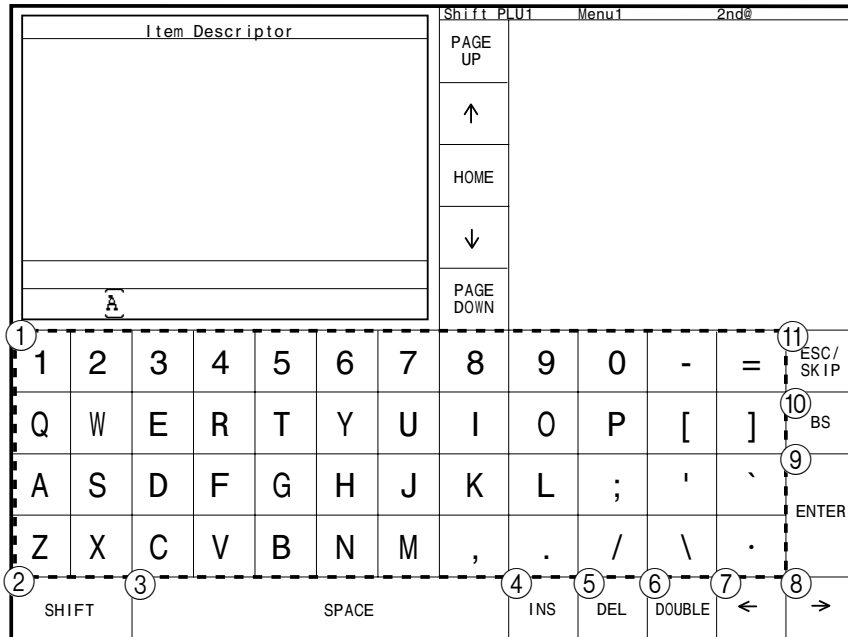 Shift PLU1 Menu1 2nd@
Item Descriptor
PAGE
UP
↑
HOME
↓
PAGE
DOWN
A
① ⑪
1 2 3 4 5 6 7 8 9 0 - = ESC/
SKIP
⑩
Q W E R T Y U I O P [ ] BS
⑨
A S D F G H J K L ; ' ` ENTER
Z X C V B N M , . / \ ·
② ③ ④ ⑤ ⑥ ⑦ ⑧
SHIFT SPACE INS DEL DOUBLE ← →